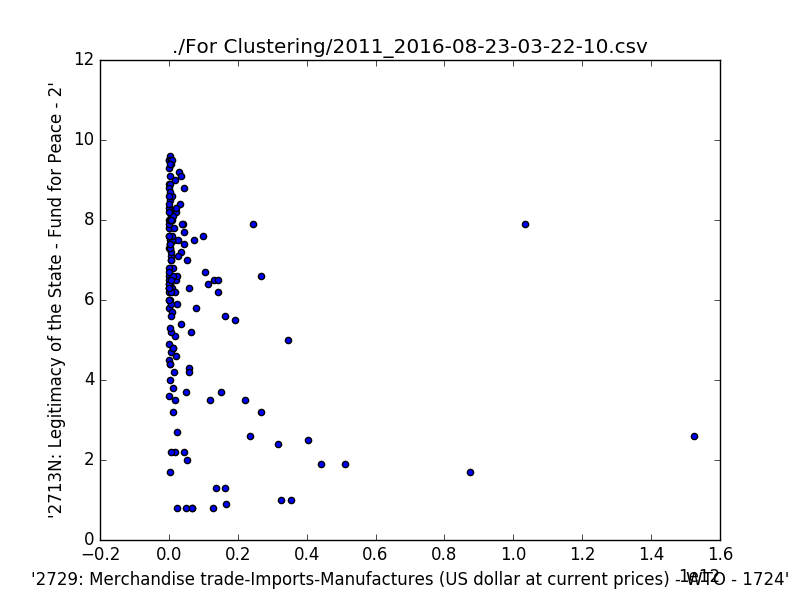 ./For Clustering/2011_2016-08-23-03-22-10.csv
12
10
8
6
4
2
0
'2713N: Legitimacy of the State - Fund for Peace - 2'
−0.2 0.0 0.2 0.4 0.6 0.8 1.0 1.2 1.4 1.6
1e12
'2729: Merchandise trade-Imports-Manufactures (US dollar at current prices) - WTO - 1724'